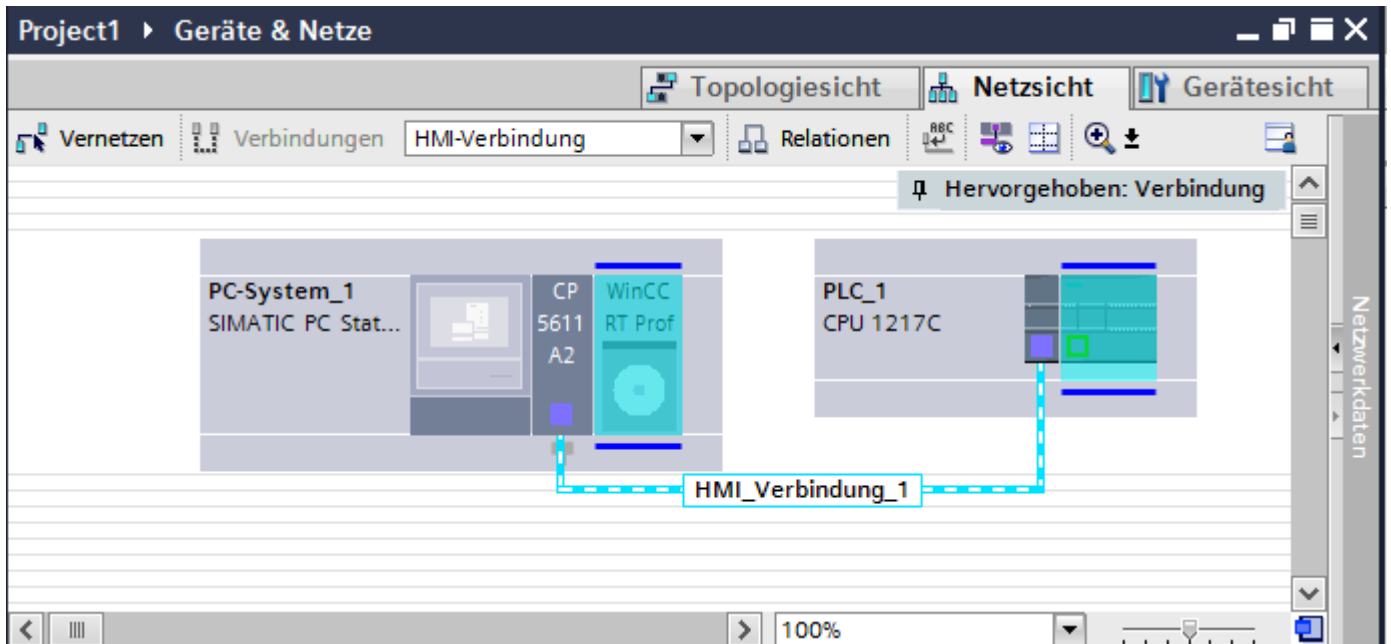 Project1 ▸ Geräte & Netze
Topologiesicht Netzsicht Gerätesicht
Vernetzen Verbindungen HMI-Verbindung Relationen ABC
Hervorgehoben: Verbindung
PC-System_1
SIMATIC PC Stat...
CP
5611
A2
WinCC
RT Prof
PLC_1
CPU 1217C
HMI_Verbindung_1
Netzwerkdaten
100%